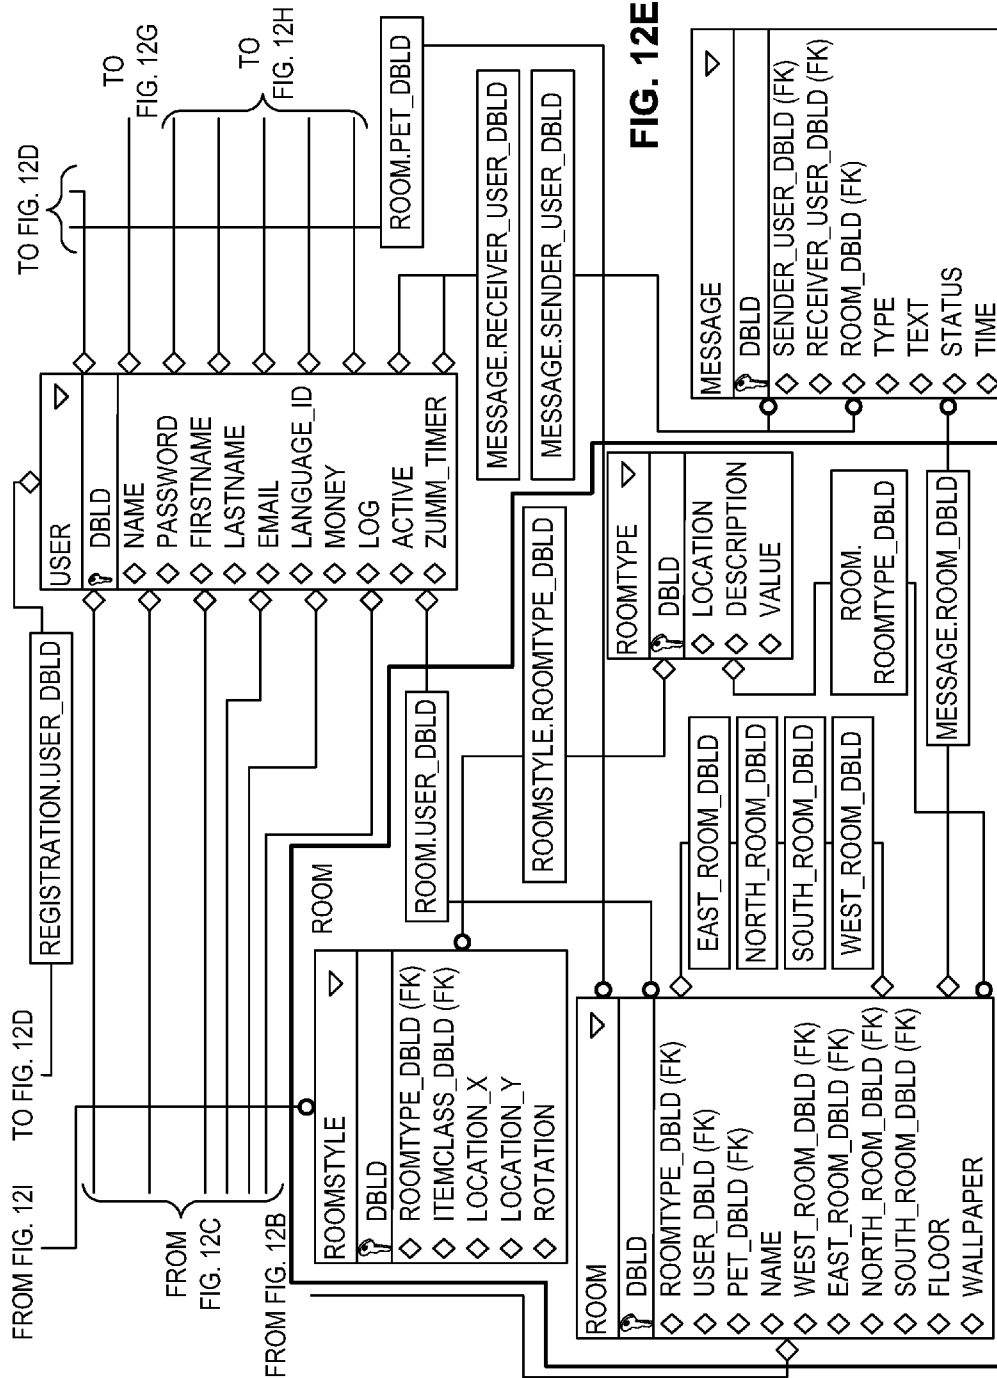 FROM FIG. 12I
TO FIG. 12D
REGISTRATION.USER_DBLD
TO FIG. 12D
USER
DBLD
NAME
PASSWORD
FIRSTNAME
LASTNAME
EMAIL
LANGUAGE_ID
MONEY
LOG
ACTIVE
ZUMM_TIMER
TO
FIG. 12G
TO
FIG. 12H
ROOM.PET_DBLD
FROM
FIG. 12C
FROM FIG. 12B
ROOMSTYLE
DBLD
ROOMTYPE_DBLD (FK)
ITEMCLASS_DBLD (FK)
LOCATION_X
LOCATION_Y
ROTATION
ROOM
ROOM.USER_DBLD
MESSAGE.RECEIVER_USER_DBLD
MESSAGE.SENDER_USER_DBLD
ROOMSTYLE.ROOMTYPE_DBLD
FIG. 12E
ROOM
DBLD
ROOMTYPE_DBLD (FK)
USER_DBLD (FK)
PET_DBLD (FK)
NAME
WEST_ROOM_DBLD (FK)
EAST_ROOM_DBLD (FK)
NORTH_ROOM_DBLD (FK)
SOUTH_ROOM_DBLD (FK)
FLOOR
WALLPAPER
EAST_ROOM_DBLD
NORTH_ROOM_DBLD
SOUTH_ROOM_DBLD
WEST_ROOM_DBLD
ROOMTYPE
DBLD
LOCATION
DESCRIPTION
VALUE
ROOM.
ROOMTYPE_DBLD
MESSAGE.ROOM_DBLD
MESSAGE
DBLD
SENDER_USER_DBLD (FK)
RECEIVER_USER_DBLD (FK)
ROOM_DBLD (FK)
TYPE
TEXT
STATUS
TIME